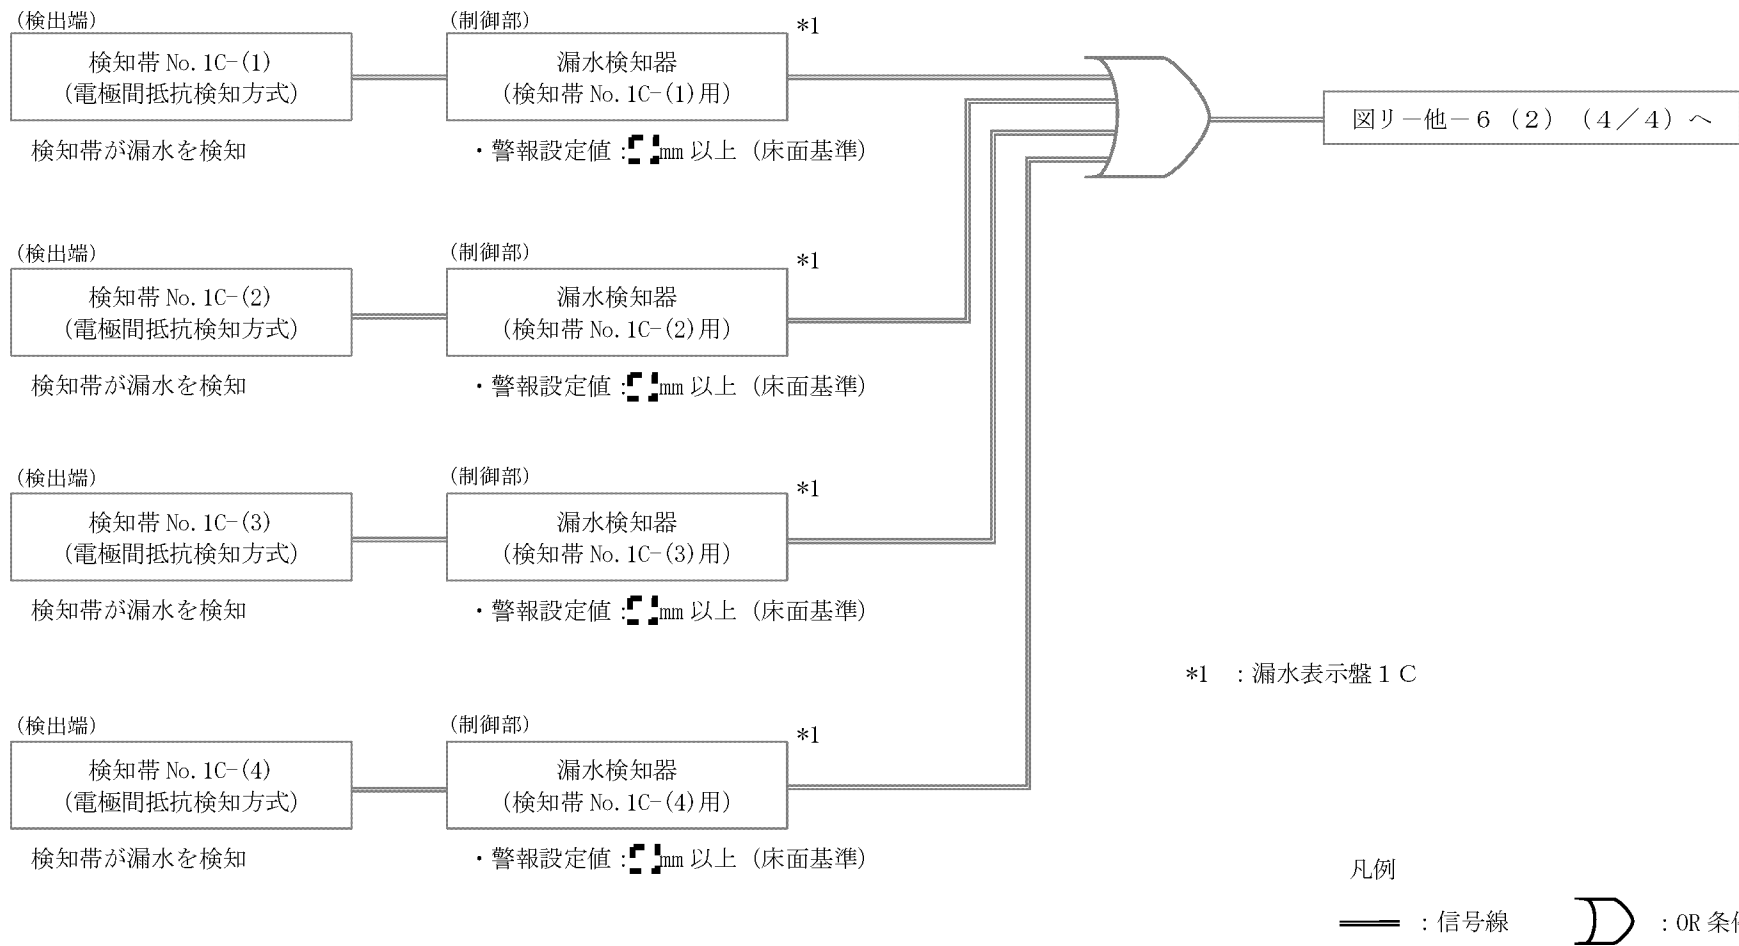 (検出端)
(制御部)
*1
検知帯 No.1C-(1)
(電極間抵抗検知方式)
漏水検知器
(検知帯 No.1C-(1)用)
図リ－他－６（２）（４／４）へ
検知帯が漏水を検知
・警報設定値：mm 以上（床面基準）
(検出端)
(制御部)
*1
検知帯 No.1C-(2)
(電極間抵抗検知方式)
漏水検知器
(検知帯 No.1C-(2)用)
検知帯が漏水を検知
・警報設定値：mm 以上（床面基準）
(検出端)
(制御部)
*1
検知帯 No.1C-(3)
(電極間抵抗検知方式)
漏水検知器
(検知帯 No.1C-(3)用)
検知帯が漏水を検知
・警報設定値：mm 以上（床面基準）
*1 ：漏水表示盤１Ｃ
(検出端)
(制御部)
*1
検知帯 No.1C-(4)
(電極間抵抗検知方式)
漏水検知器
(検知帯 No.1C-(4)用)
検知帯が漏水を検知
・警報設定値：mm 以上（床面基準）
凡例
：信号線
：OR 条